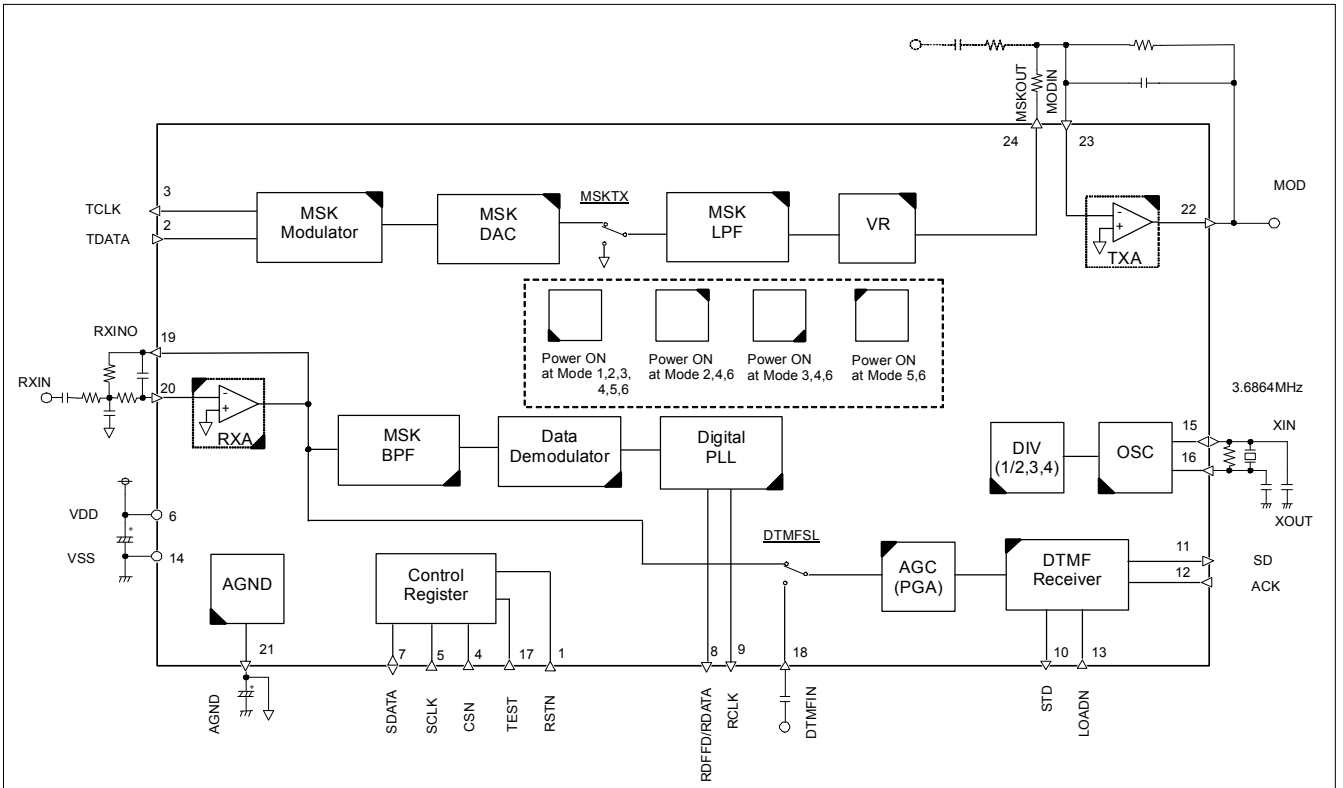 MSKOUT
MODIN
24
23
3
TCLK
2
TDATA
MSK
Modulator
MSK
DAC
MSKTX
MSK
LPF
VR
TXA
22
MOD
Power ON
at Mode 1,2,3,
4,5,6
Power ON
at Mode 2,4,6
Power ON
at Mode 3,4,6
Power ON
at Mode 5,6
RXINO
19
RXIN
20
RXA
MSK
BPF
Data
Demodulator
Digital
PLL
DIV
(1/2,3,4)
OSC
3.6864MHz
XIN
15
16
XOUT
VDD
6
VSS
14
AGND
21
AGND
Control
Register
7
5
4
17
1
SDATA
SCLK
CSN
TEST
RSTN
8
9
RDFFD/RDATA
RCLK
DTMFSL
18
DTMFIN
AGC
(PGA)
DTMF
Receiver
11
SD
12
ACK
10
13
STD
LOADN